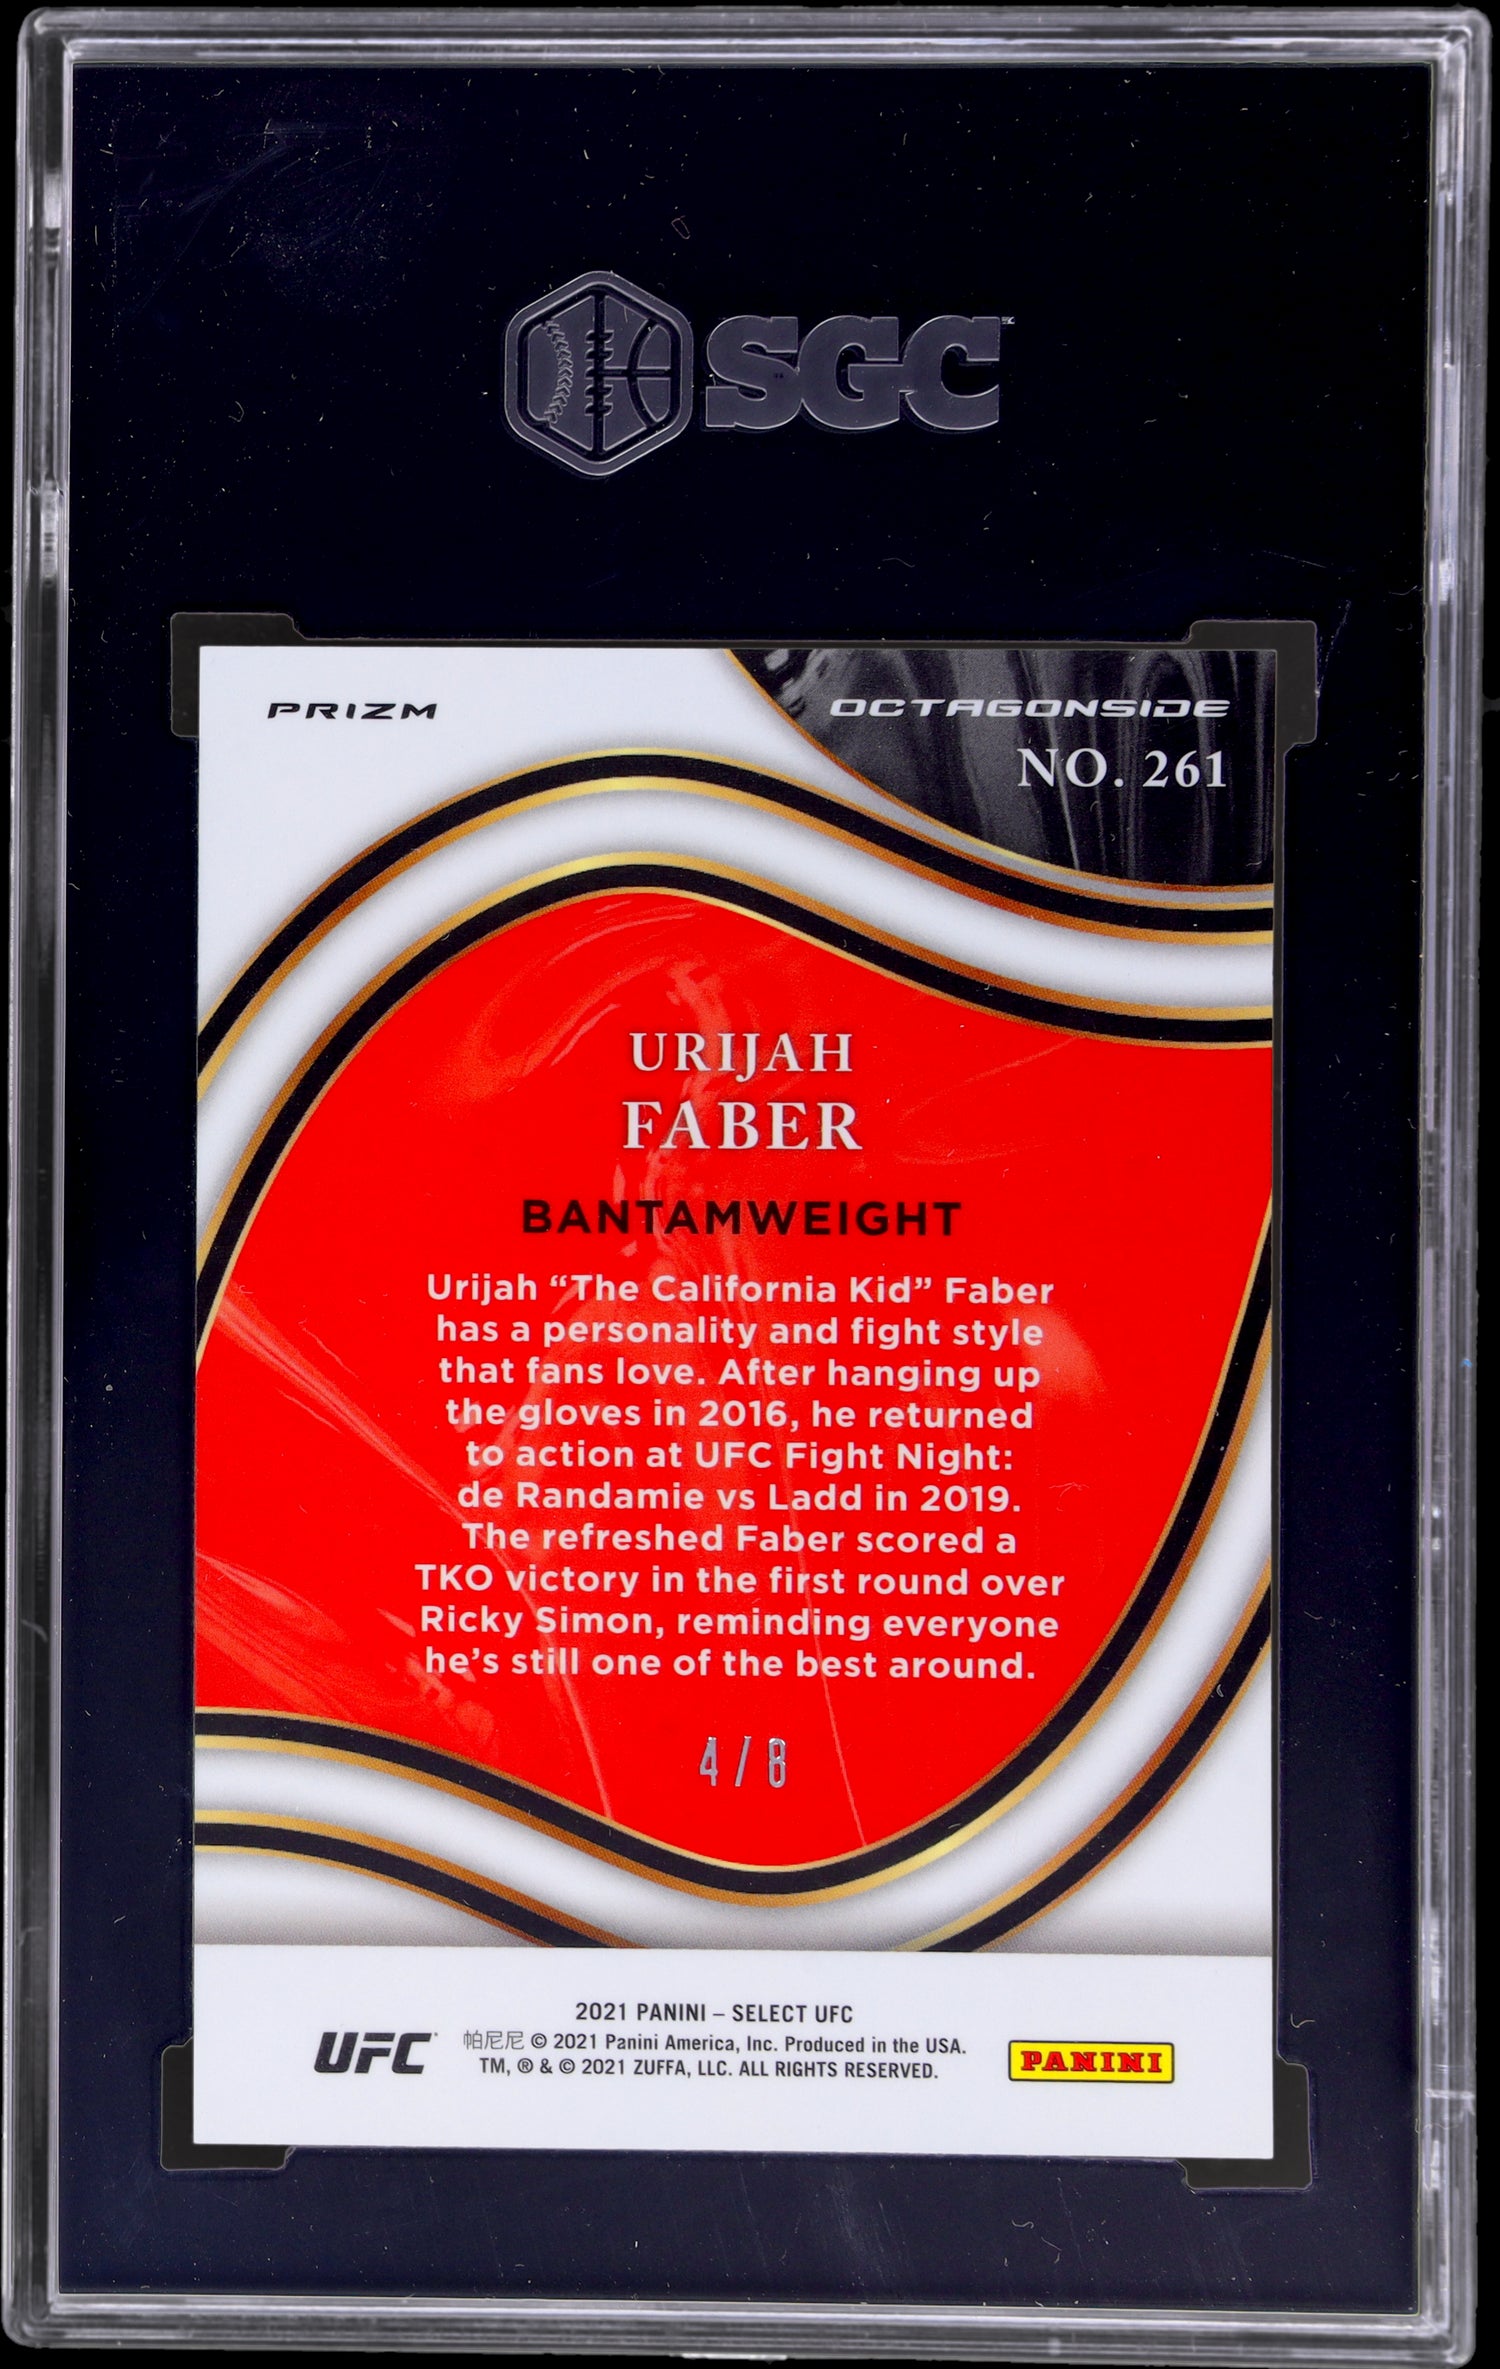 SGC
PRIZM
OCTAGONSIDE
NO. 261
URIJAH
FABER
BANTAMWEIGHT
Urijah “The California Kid” Faber
has a personality and fight style
that fans love. After hanging up
the gloves in 2016, he returned
to action at UFC Fight Night:
de Randamie vs Ladd in 2019.
The refreshed Faber scored a
TKO victory in the first round over
Ricky Simon, reminding everyone
he’s still one of the best around.
4/8
2021 PANINI – SELECT UFC
UFC 帕尼尼 © 2021 Panini America, Inc. Produced in the USA. PANINI
TM, ® & © 2021 ZUFFA, LLC. ALL RIGHTS RESERVED.